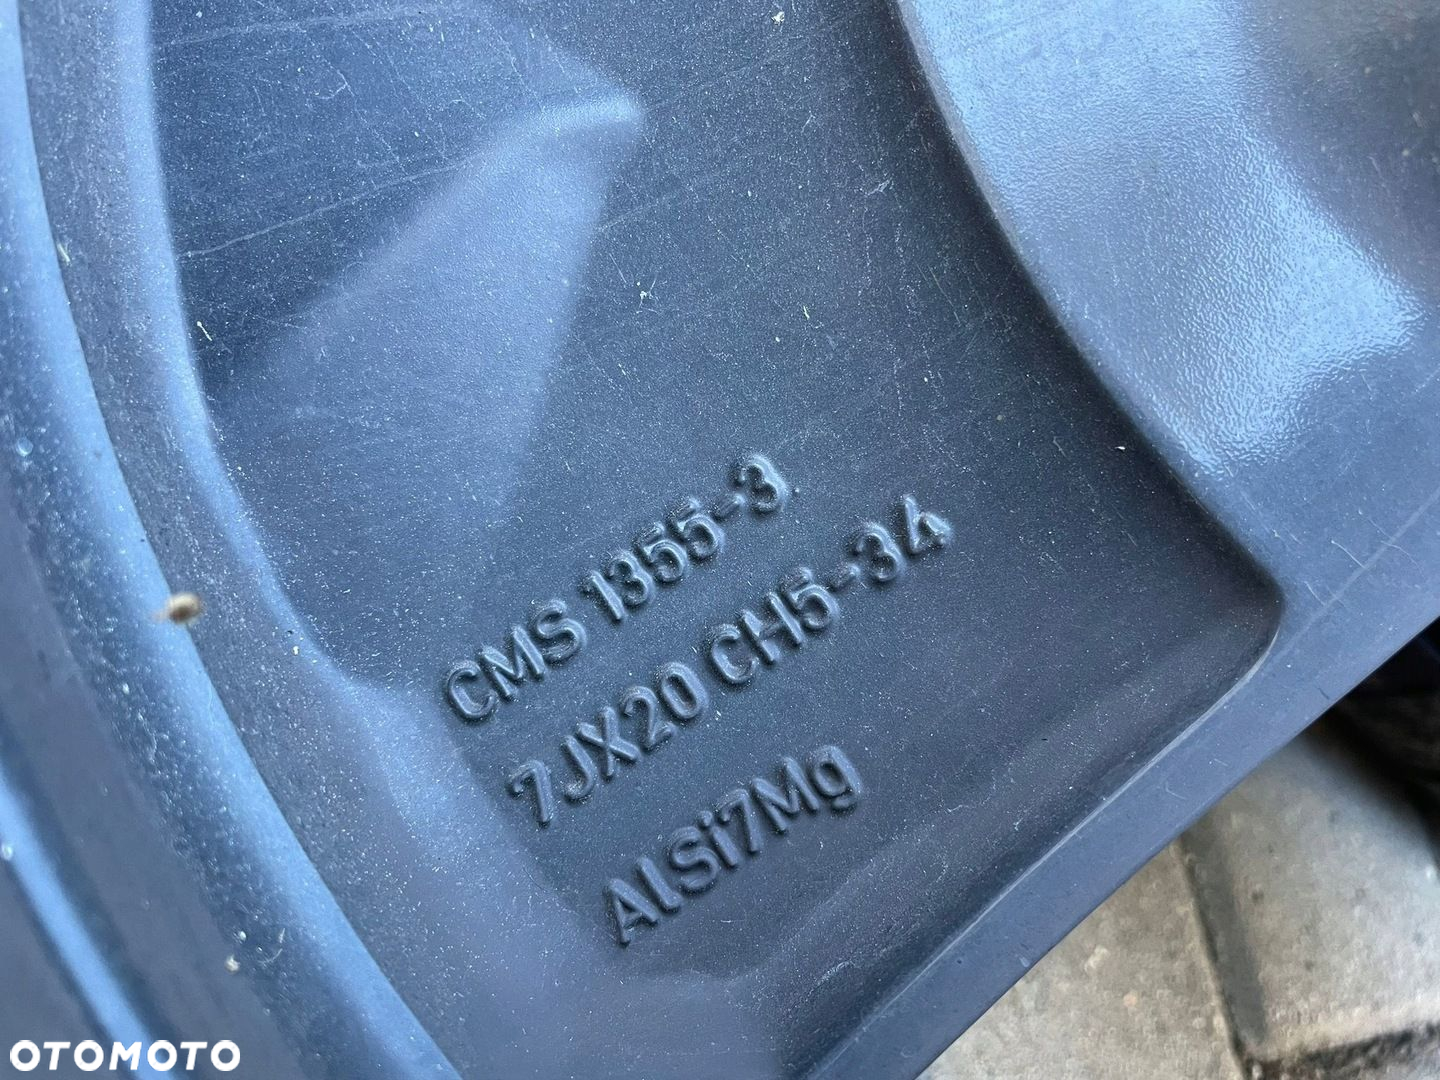 CMS 1355-3
7JX20 CH5-34
AlSi7Mg
OTOMOTO